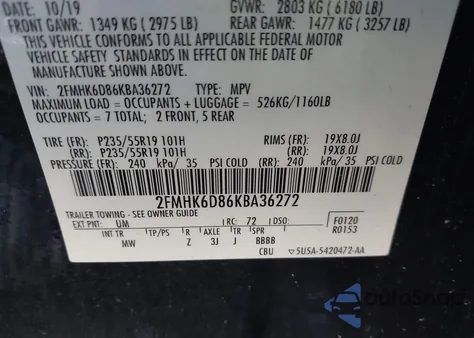 10/19 2803 KG ( 6180 LB)
FRONT GAWR: 1349 KG ( 2975 LB) REAR GAWR: 1477 KG ( 3257 LB)
THIS VEHICLE CONFORMS TO ALL APPLICABLE FEDERAL MOTOR
VEHICLE SAFETY STANDARDS IN EFFECT ON THE DATE OF MANUFACTURE
SHOWN ABOVE.
VIN: 2FMHK6D86KBA36272 TYPE: MPV
MAXIMUM LOAD = OCCUPANTS + LUGGAGE = 526KG/1160LB
OCCUPANTS = 7 TOTAL; 2 FRONT, 5 REAR
TIRE (FR): P235/55R19 101H RIMS (FR) 19X8.0J
(RR): P235/55R19 101H (RR): 19X8.0J
PRESSURE (FR) 240 kPa/ 35 PSI COLD (RR): 240 kPa/ 35 PSI COLD
2FMHK6D86KBA36272
TRAILER TOWING - SEE OWNER GUIDE
EXT PNT: UM RC: 72 DSO: F0120
R0153
INT TR TP/PS R AXLE TR SPR
MW Z 3J J BBBB
CBU 5U5A-5420472-AA
AutoSnap